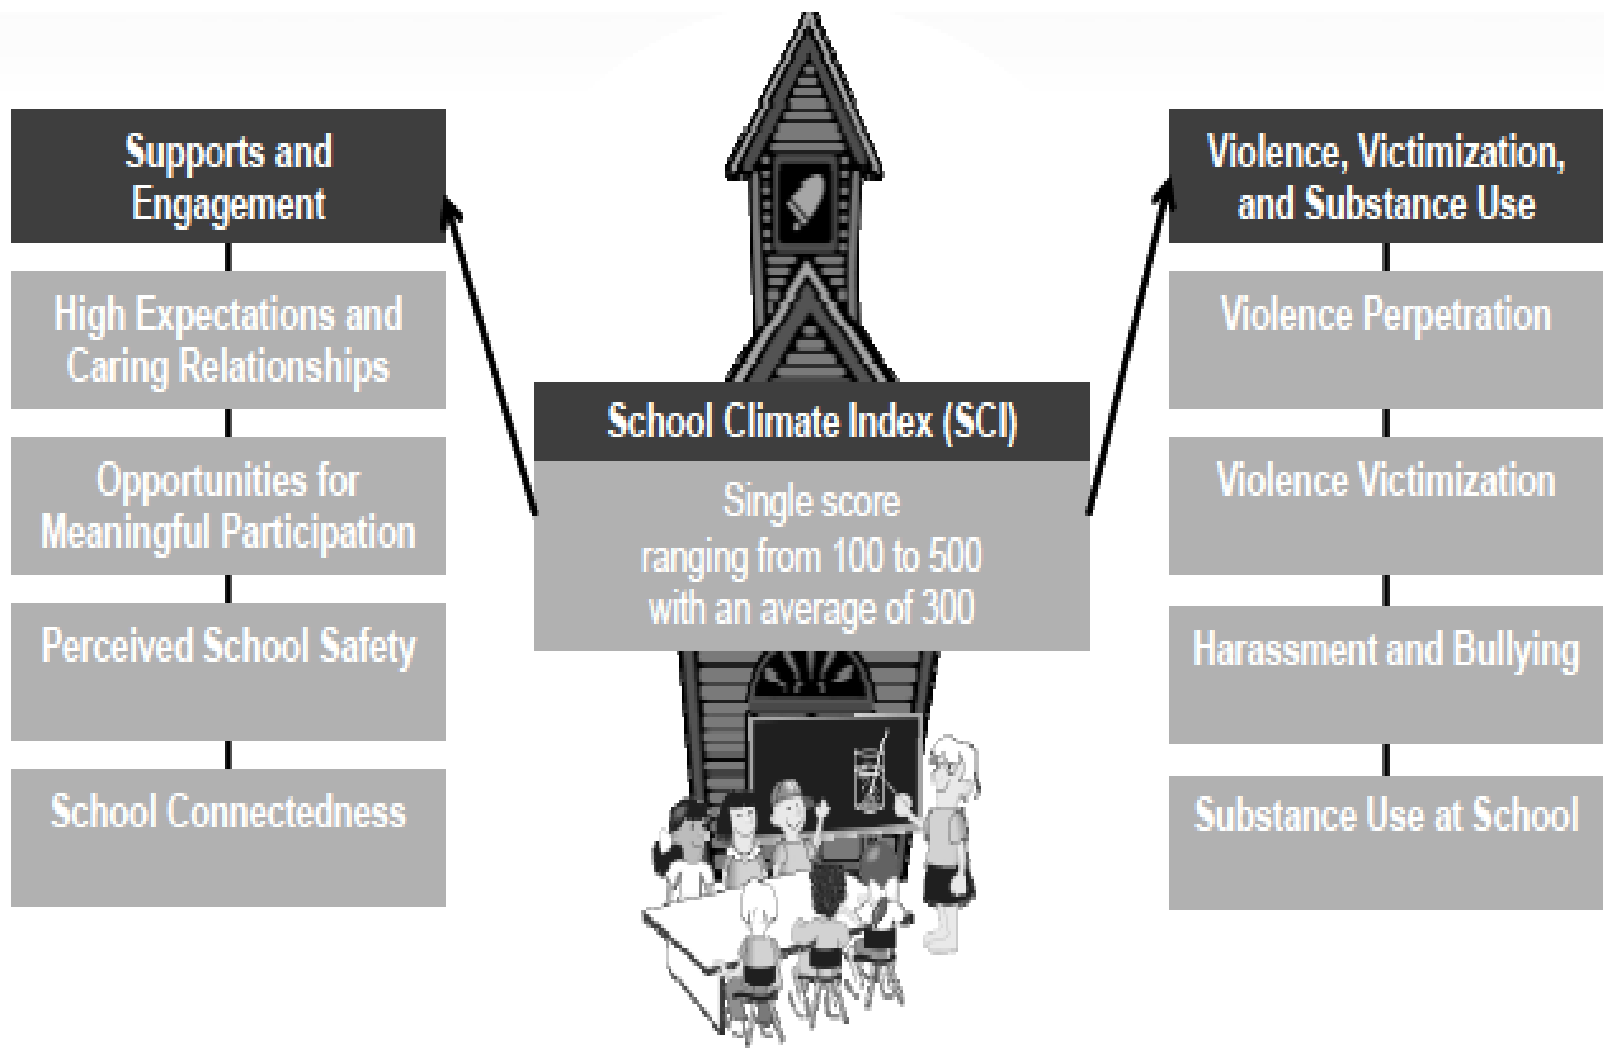 Supports and
Engagement
High Expectations and
Caring Relationships
Opportunities for
Meaningful Participation
Perceived School Safety
School Connectedness
School Climate Index (SCI)
Single score
ranging from 100 to 500
with an average of 300
Violence, Victimization,
and Substance Use
Violence Perpetration
Violence Victimization
Harassment and Bullying
Substance Use at School